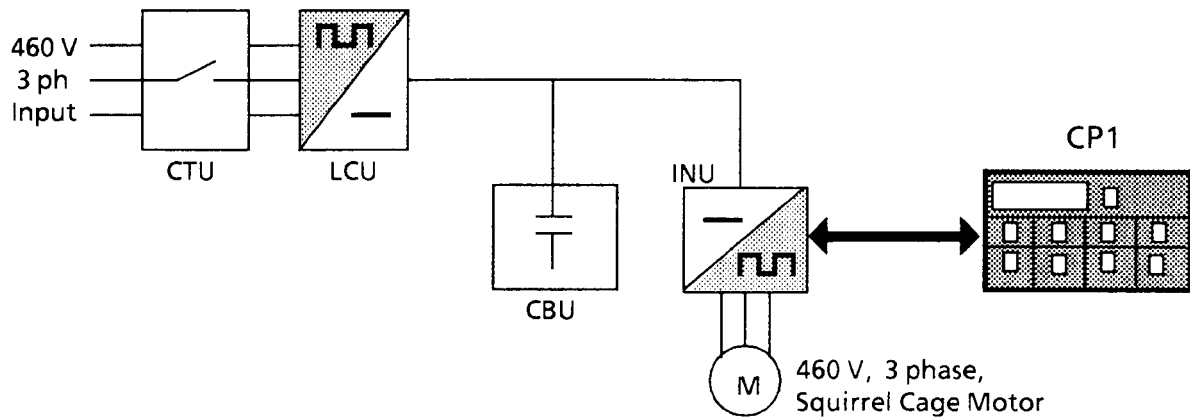 460 V
3 ph
Input
CTU
LCU
CBU
INU
CP1
M
460 V, 3 phase,
Squirrel Cage Motor